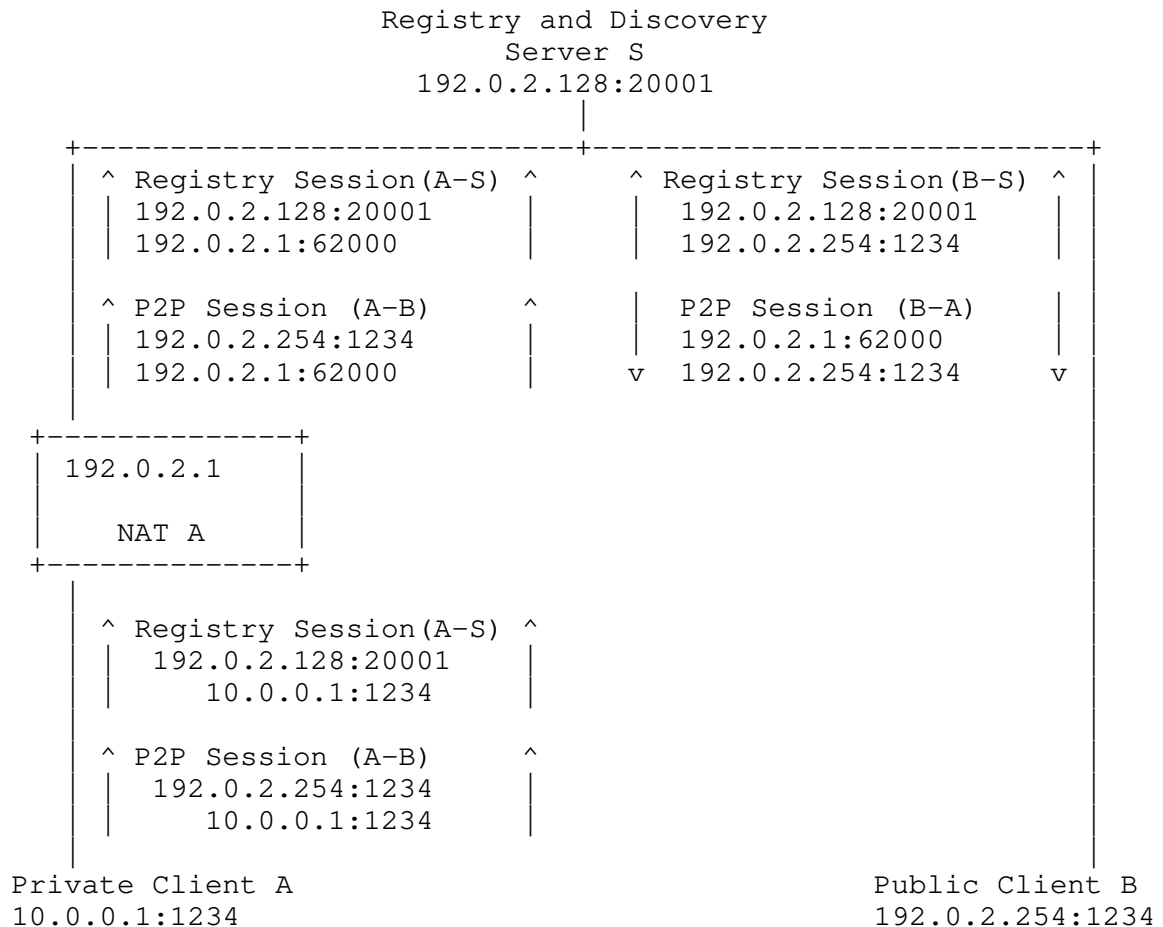 Registry and Discovery
Server S
192.0.2.128:20001
^ Registry Session(A-S) ^ ^ Registry Session(B-S) ^
192.0.2.128:20001 192.0.2.128:20001
192.0.2.1:62000 192.0.2.254:1234
^ P2P Session (A-B) ^ P2P Session (B-A)
192.0.2.254:1234 192.0.2.1:62000
192.0.2.1:62000 v 192.0.2.254:1234 v
192.0.2.1
NAT A
^ Registry Session(A-S) ^
192.0.2.128:20001
10.0.0.1:1234
^ P2P Session (A-B) ^
192.0.2.254:1234
10.0.0.1:1234
Private Client A Public Client B
10.0.0.1:1234 192.0.2.254:1234